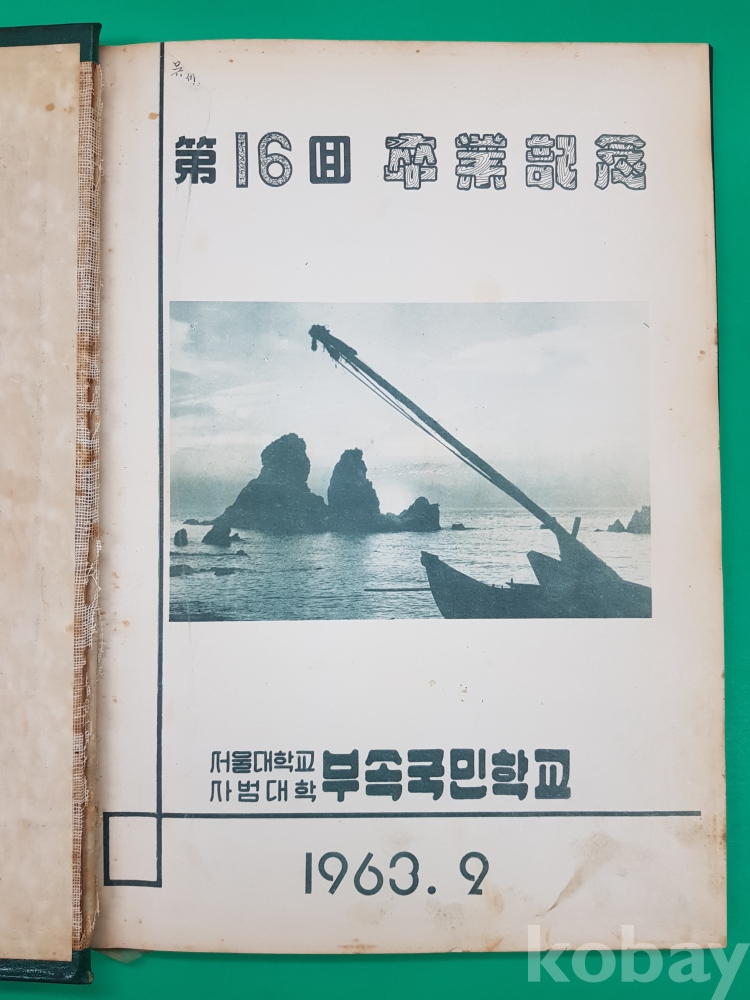 第16回 卒業記念
서울대학교
사범대학 부속국민학교
1963. 2
kobay